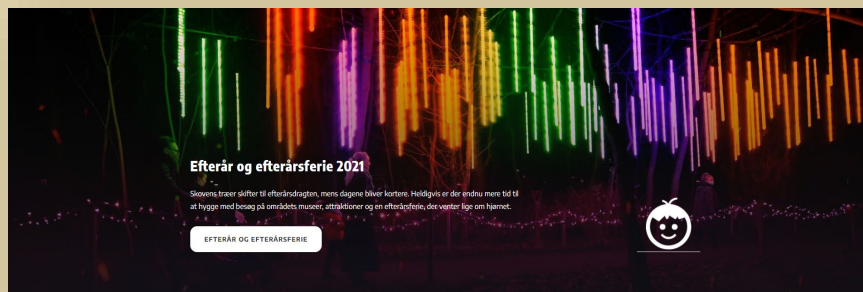 Efterår og efterårsferie 2021
Skovens træer skifter til efterårsdragten, mens dagene bliver kortere. Heldigvis er der endnu mere tid til
at hygge med besøg på områdets museer, attraktioner og en efterårsferie, der venter lige om hjørnet.
EFTERÅR OG EFTERÅRSFERIE